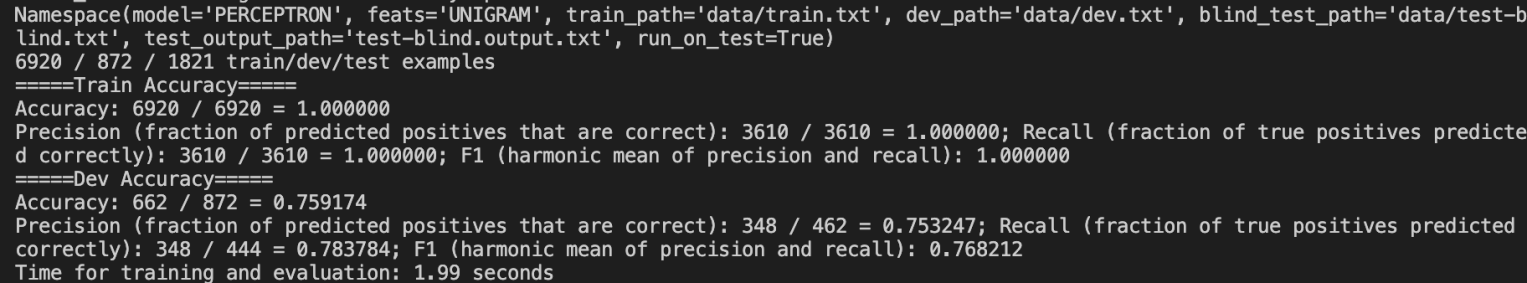 Namespace(model='PERCEPTRON', feats='UNIGRAM', train_path='data/train.txt', dev_path='data/dev.txt', blind_test_path='data/test-b
lind.txt', test_output_path='test-blind.output.txt', run_on_test=True)
6920 / 872 / 1821 train/dev/test examples
=====Train Accuracy=====
Accuracy: 6920 / 6920 = 1.000000
Precision (fraction of predicted positives that are correct): 3610 / 3610 = 1.000000; Recall (fraction of true positives predicte
d correctly): 3610 / 3610 = 1.000000; F1 (harmonic mean of precision and recall): 1.000000
=====Dev Accuracy=====
Accuracy: 662 / 872 = 0.759174
Precision (fraction of predicted positives that are correct): 348 / 462 = 0.753247; Recall (fraction of true positives predicted
correctly): 348 / 444 = 0.783784; F1 (harmonic mean of precision and recall): 0.768212
Time for training and evaluation: 1.99 seconds